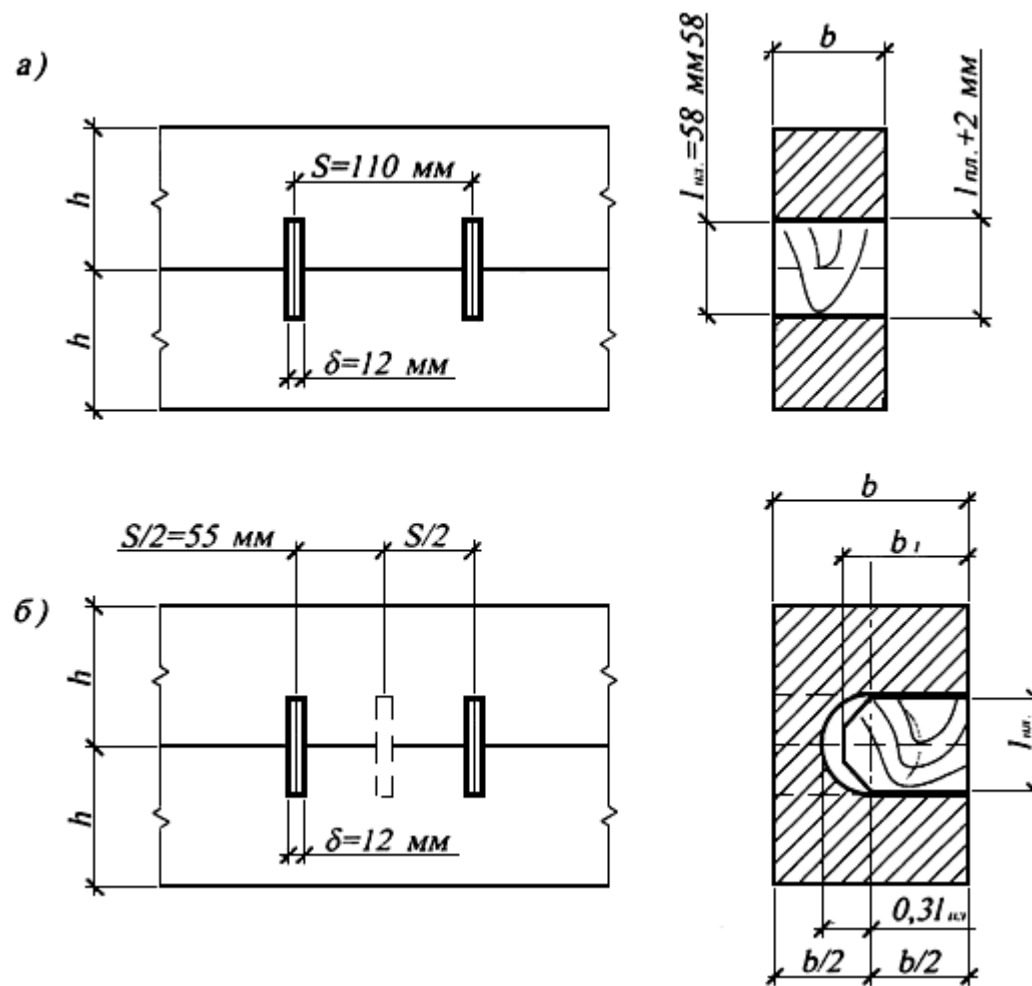 а)
S=110 мм
h
h
δ=12 мм
b
lпл.=58 мм58
lпл.+2 мм
б)
S/2=55 мм
S/2
h
h
δ=12 мм
b
b1
lпл.
0,3lпл
b/2
b/2